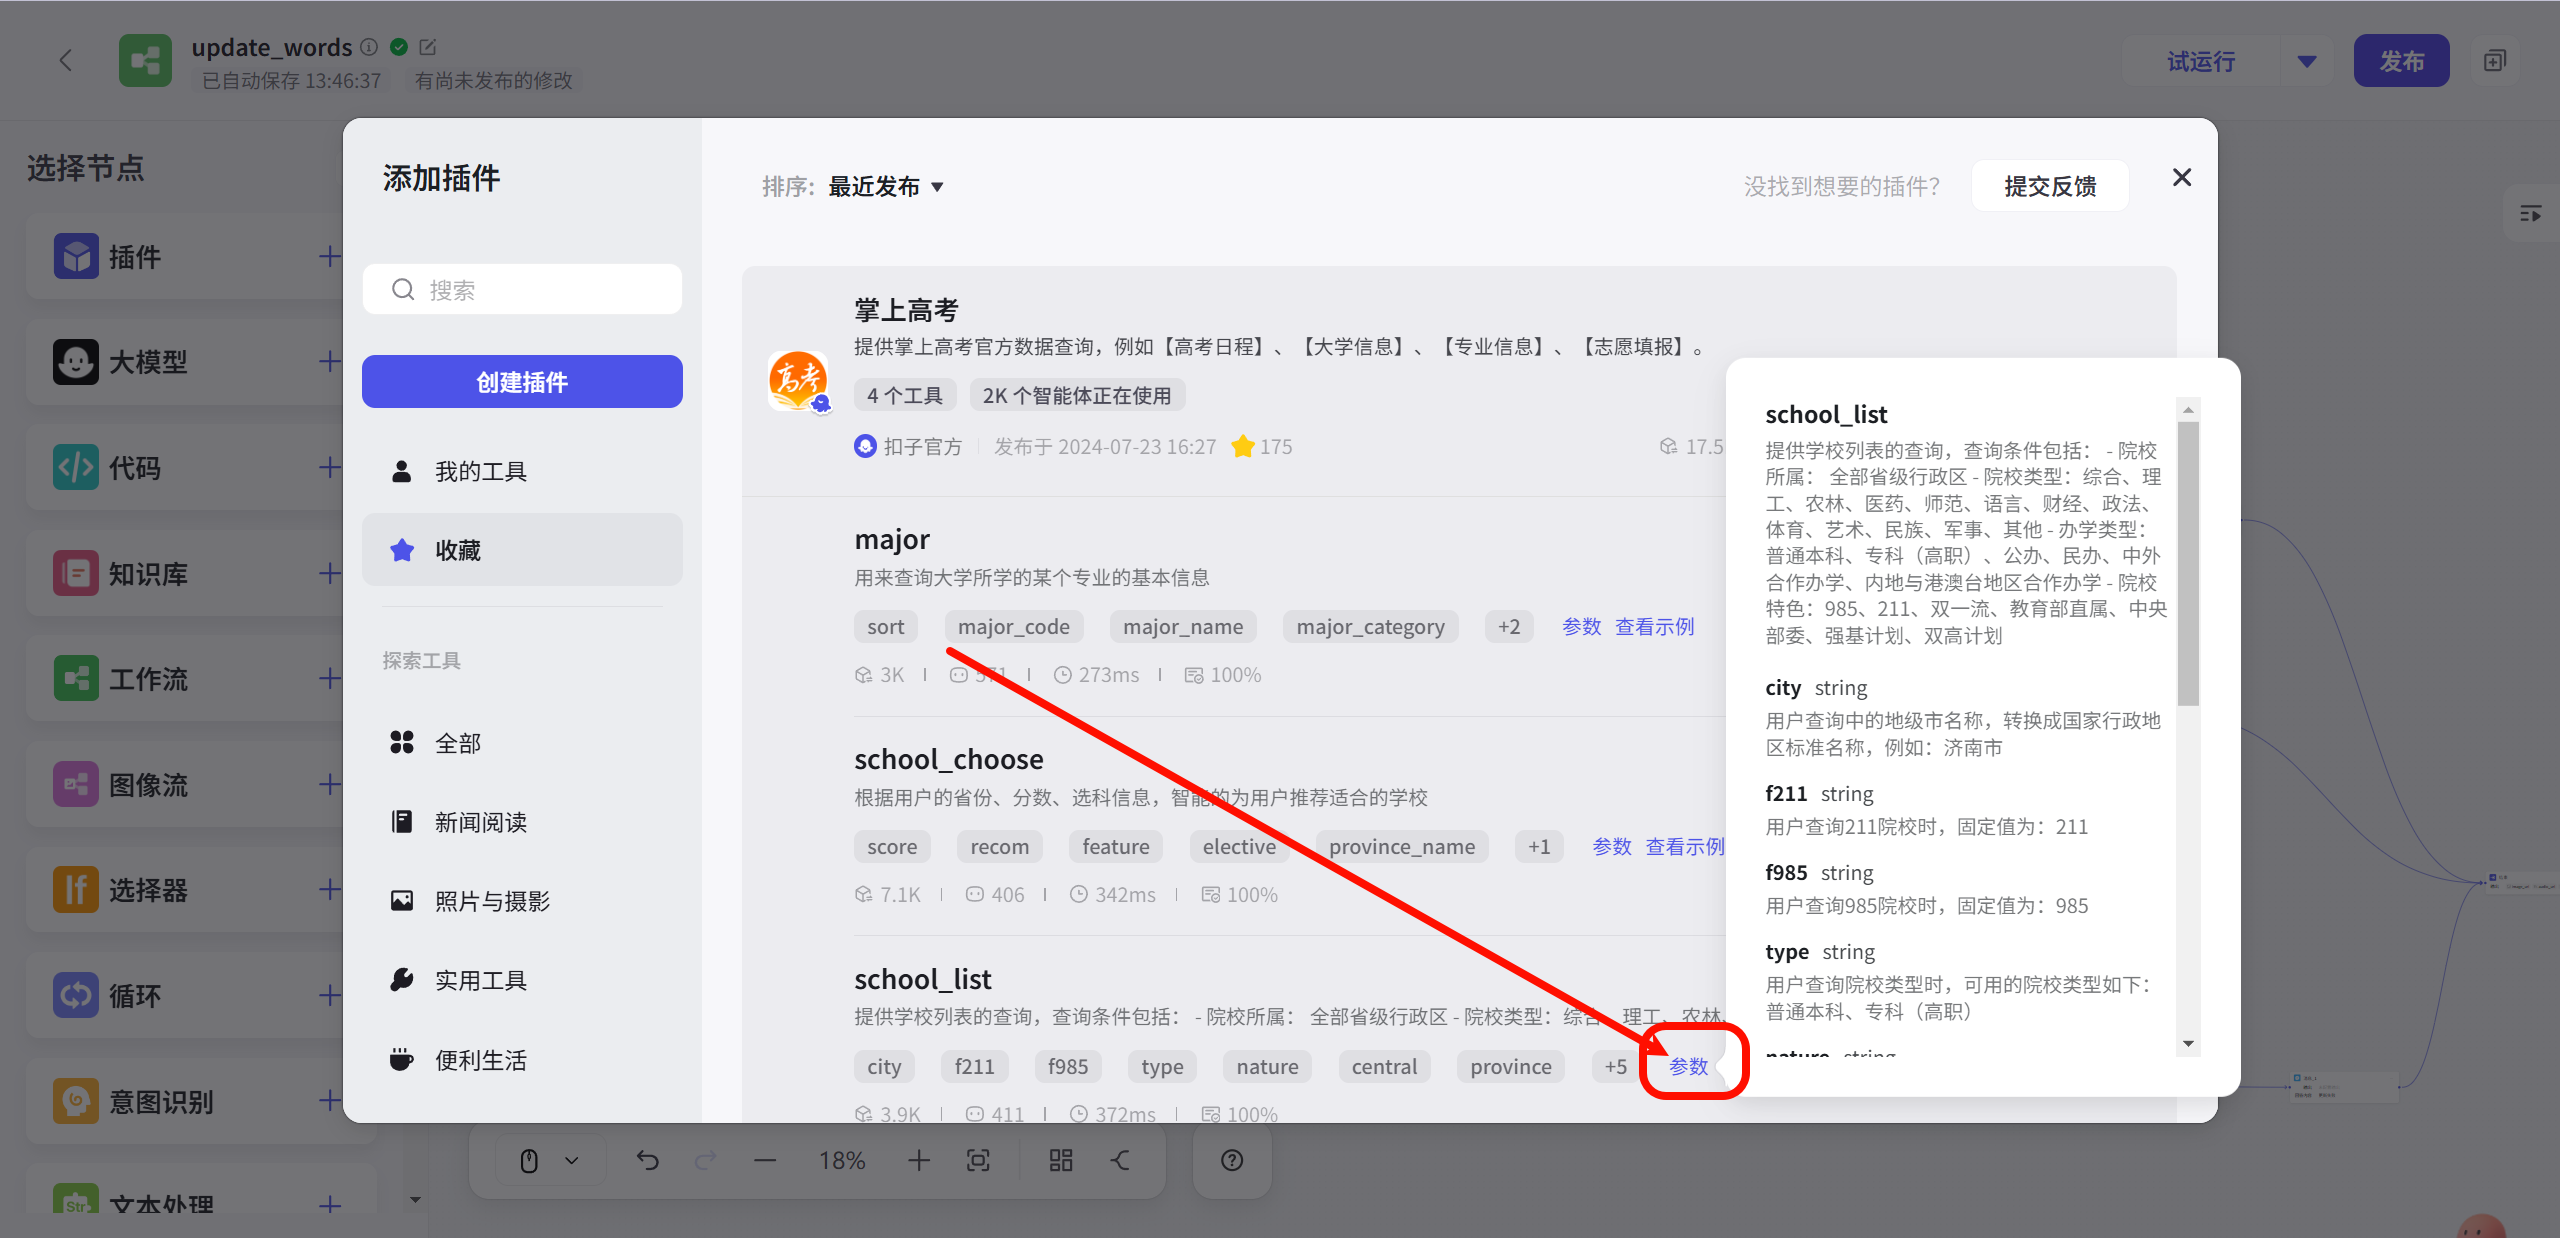 update_words
已自动保存 13:46:37 有尚未发布的修改
试运行
发布
选择节点
插件
大模型
代码
知识库
工作流
图像流
If 选择器
循环
意图识别
Str 文本处理
添加插件
搜索
创建插件
我的工具
收藏
探索工具
全部
新闻阅读
照片与摄影
实用工具
便利生活
排序: 最近发布
没找到想要的插件? 提交反馈
掌上高考
提供掌上高考官方数据查询，例如【高考日程】、【大学信息】、【专业信息】、【志愿填报】。
高考
4 个工具 2K 个智能体正在使用
扣子官方 发布于 2024-07-23 16:27 175 17.5
major
用来查询大学所学的某个专业的基本信息
sort major_code major_name major_category +2 参数 查看示例
3K 571 273ms 100%
school_choose
根据用户的省份、分数、选科信息，智能的为用户推荐适合的学校
score recom feature elective province_name +1 参数 查看示例
7.1K 406 342ms 100%
school_list
提供学校列表的查询，查询条件包括： - 院校所属： 全部省级行政区 - 院校类型：综合、理工、农林、
city f211 f985 type nature central province +5 参数
3.9K 411 372ms 100%
school_list
提供学校列表的查询，查询条件包括： - 院校
所属： 全部省级行政区 - 院校类型：综合、理
工、农林、医药、师范、语言、财经、政法、
体育、艺术、民族、军事、其他 - 办学类型：
普通本科、专科（高职）、公办、民办、中外
合作办学、内地与港澳台地区合作办学 - 院校
特色：985、211、双一流、教育部直属、中央
部委、强基计划、双高计划
city string
用户查询中的地级市名称，转换成国家行政地
区标准名称，例如：济南市
f211 string
用户查询211院校时，固定值为：211
f985 string
用户查询985院校时，固定值为：985
type string
用户查询院校类型时，可用的院校类型如下：
普通本科、专科（高职）
nature string
18%